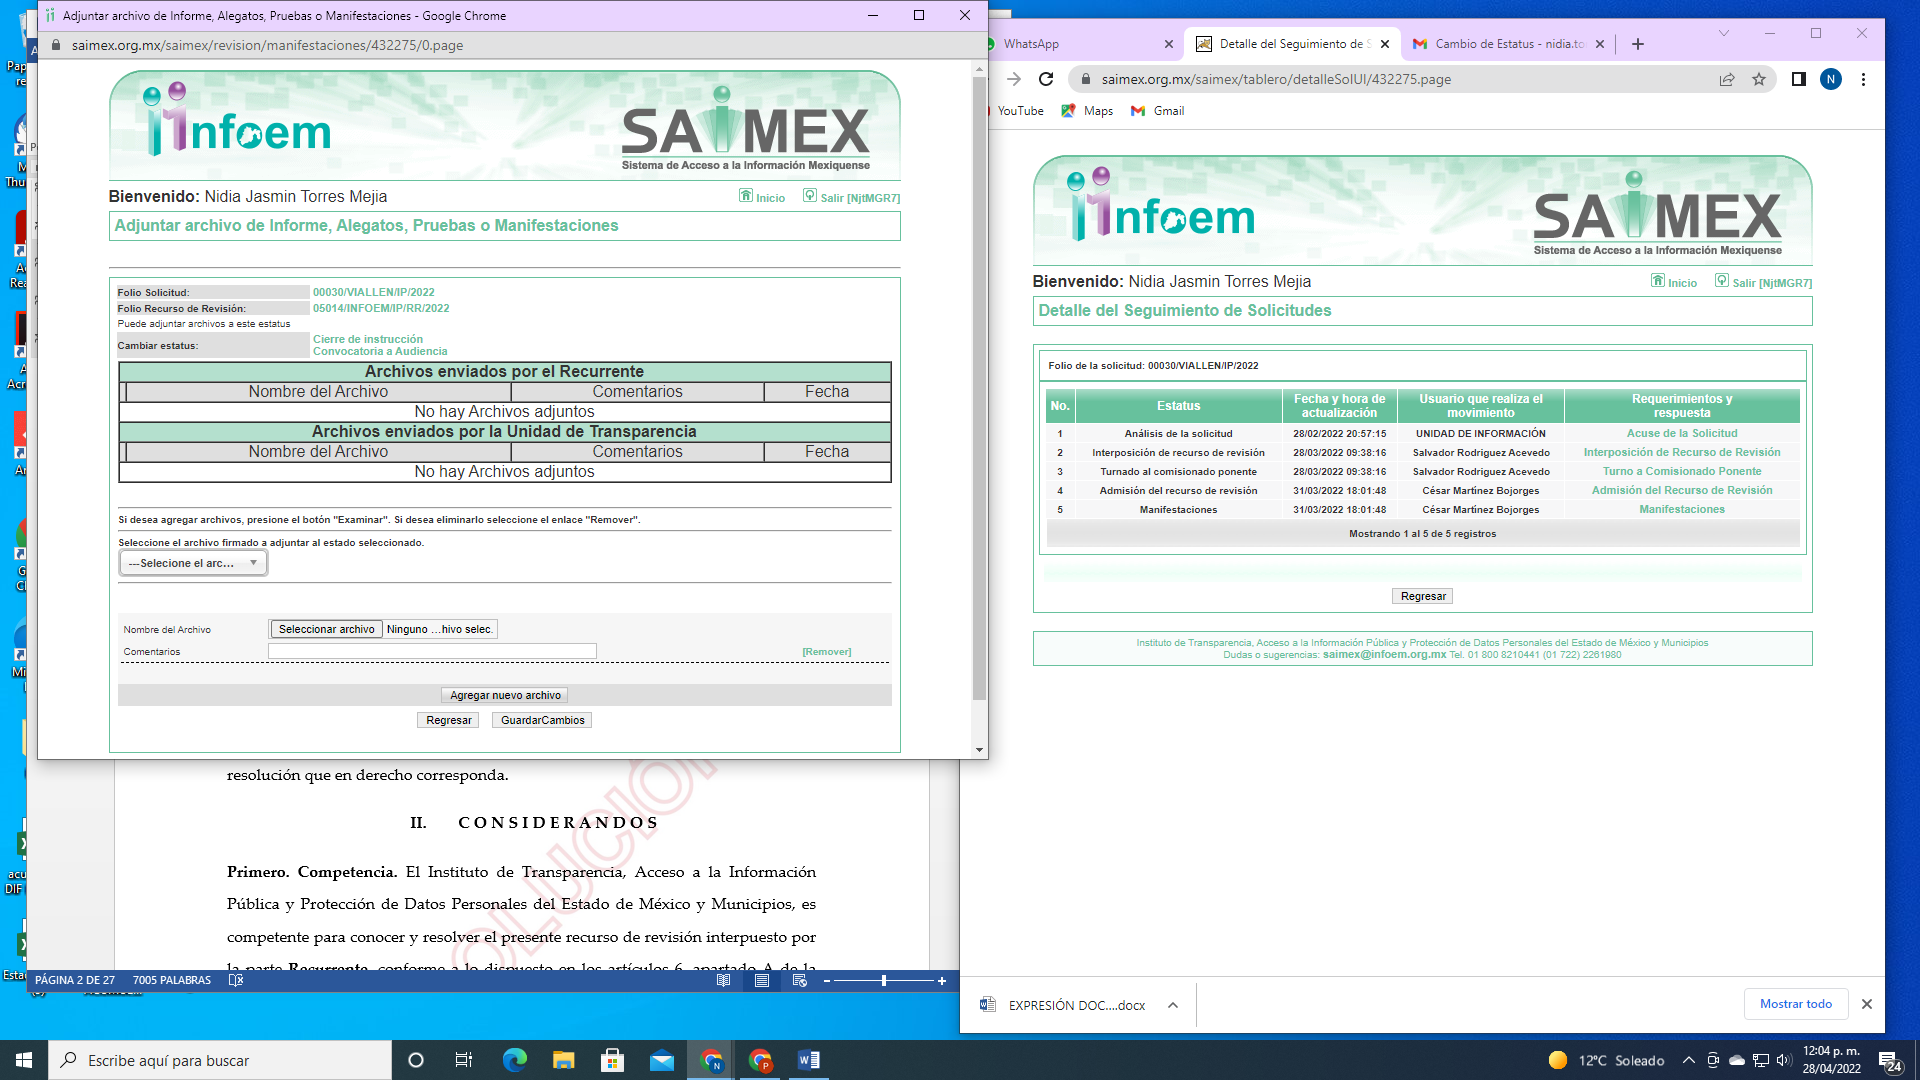 Adjuntar archivo de Informe, Alegatos, Pruebas o Manifestaciones - Google Chrome
saimex.org.mx/saimex/revision/manifestaciones/432275/0.page
infoem
SAIMEX
Sistema de Acceso a la Información Mexiquense
Bienvenido: Nidia Jasmin Torres Mejia
Inicio
Salir [NjtMGR7]
Adjuntar archivo de Informe, Alegatos, Pruebas o Manifestaciones
Folio Solicitud: 00030/VIALLEN/IP/2022
Folio Recurso de Revisión: 05014/INFOEM/IP/RR/2022
Puede adjuntar archivos a este estatus
Cambiar estatus: Cierre de instrucción
Convocatoria a Audiencia
Archivos enviados por el Recurrente
Nombre del Archivo Comentarios Fecha
No hay Archivos adjuntos
Archivos enviados por la Unidad de Transparencia
Nombre del Archivo Comentarios Fecha
No hay Archivos adjuntos
Si desea agregar archivos, presione el botón "Examinar". Si desea eliminarlo seleccione el enlace "Remover".
Seleccione el archivo firmado a adjuntar al estado seleccionado.
---Selecione el arc...
Nombre del Archivo Seleccionar archivo Ninguno ...hivo selec.
Comentarios [Remover]
Agregar nuevo archivo
Regresar GuardarCambios
resolución que en derecho corresponda.
II. CONSIDERANDOS
Primero. Competencia. El Instituto de Transparencia, Acceso a la Información
Pública y Protección de Datos Personales del Estado de México y Municipios, es
competente para conocer y resolver el presente recurso de revisión interpuesto por
la parte Recurrente, conforme a lo dispuesto en los artículos 6, apartado A de la
OLUCIÓN
PÁGINA 2 DE 27 7005 PALABRAS
WhatsApp
Detalle del Seguimiento de S
Cambio de Estatus - nidia.to
saimex.org.mx/saimex/tablero/detalleSolUI/432275.page
N
YouTube Maps Gmail
infoem
SAIMEX
Sistema de Acceso a la Información Mexiquense
Bienvenido: Nidia Jasmin Torres Mejia
Inicio
Salir [NjtMGR7]
Detalle del Seguimiento de Solicitudes
Folio de la solicitud: 00030/VIALLEN/IP/2022
No. Estatus Fecha y hora de actualización Usuario que realiza el movimiento Requerimientos y respuesta
1 Análisis de la solicitud 28/02/2022 20:57:15 UNIDAD DE INFORMACIÓN Acuse de la Solicitud
2 Interposición de recurso de revisión 28/03/2022 09:38:16 Salvador Rodriguez Acevedo Interposición de Recurso de Revisión
3 Turnado al comisionado ponente 28/03/2022 09:38:16 Salvador Rodriguez Acevedo Turno a Comisionado Ponente
4 Admisión del recurso de revisión 31/03/2022 18:01:48 César Martínez Bojorges Admisión del Recurso de Revisión
5 Manifestaciones 31/03/2022 18:01:48 César Martínez Bojorges Manifestaciones
Mostrando 1 al 5 de 5 registros
Regresar
Instituto de Transparencia, Acceso a la Información Pública y Protección de Datos Personales del Estado de México y Municipios
Dudas o sugerencias: saimex@infoem.org.mx Tel. 01 800 8210441 (01 722) 2261980
EXPRESIÓN DOC....docx
Mostrar todo
Escribe aquí para buscar
12°C Soleado
12:04 p. m.
28/04/2022
24